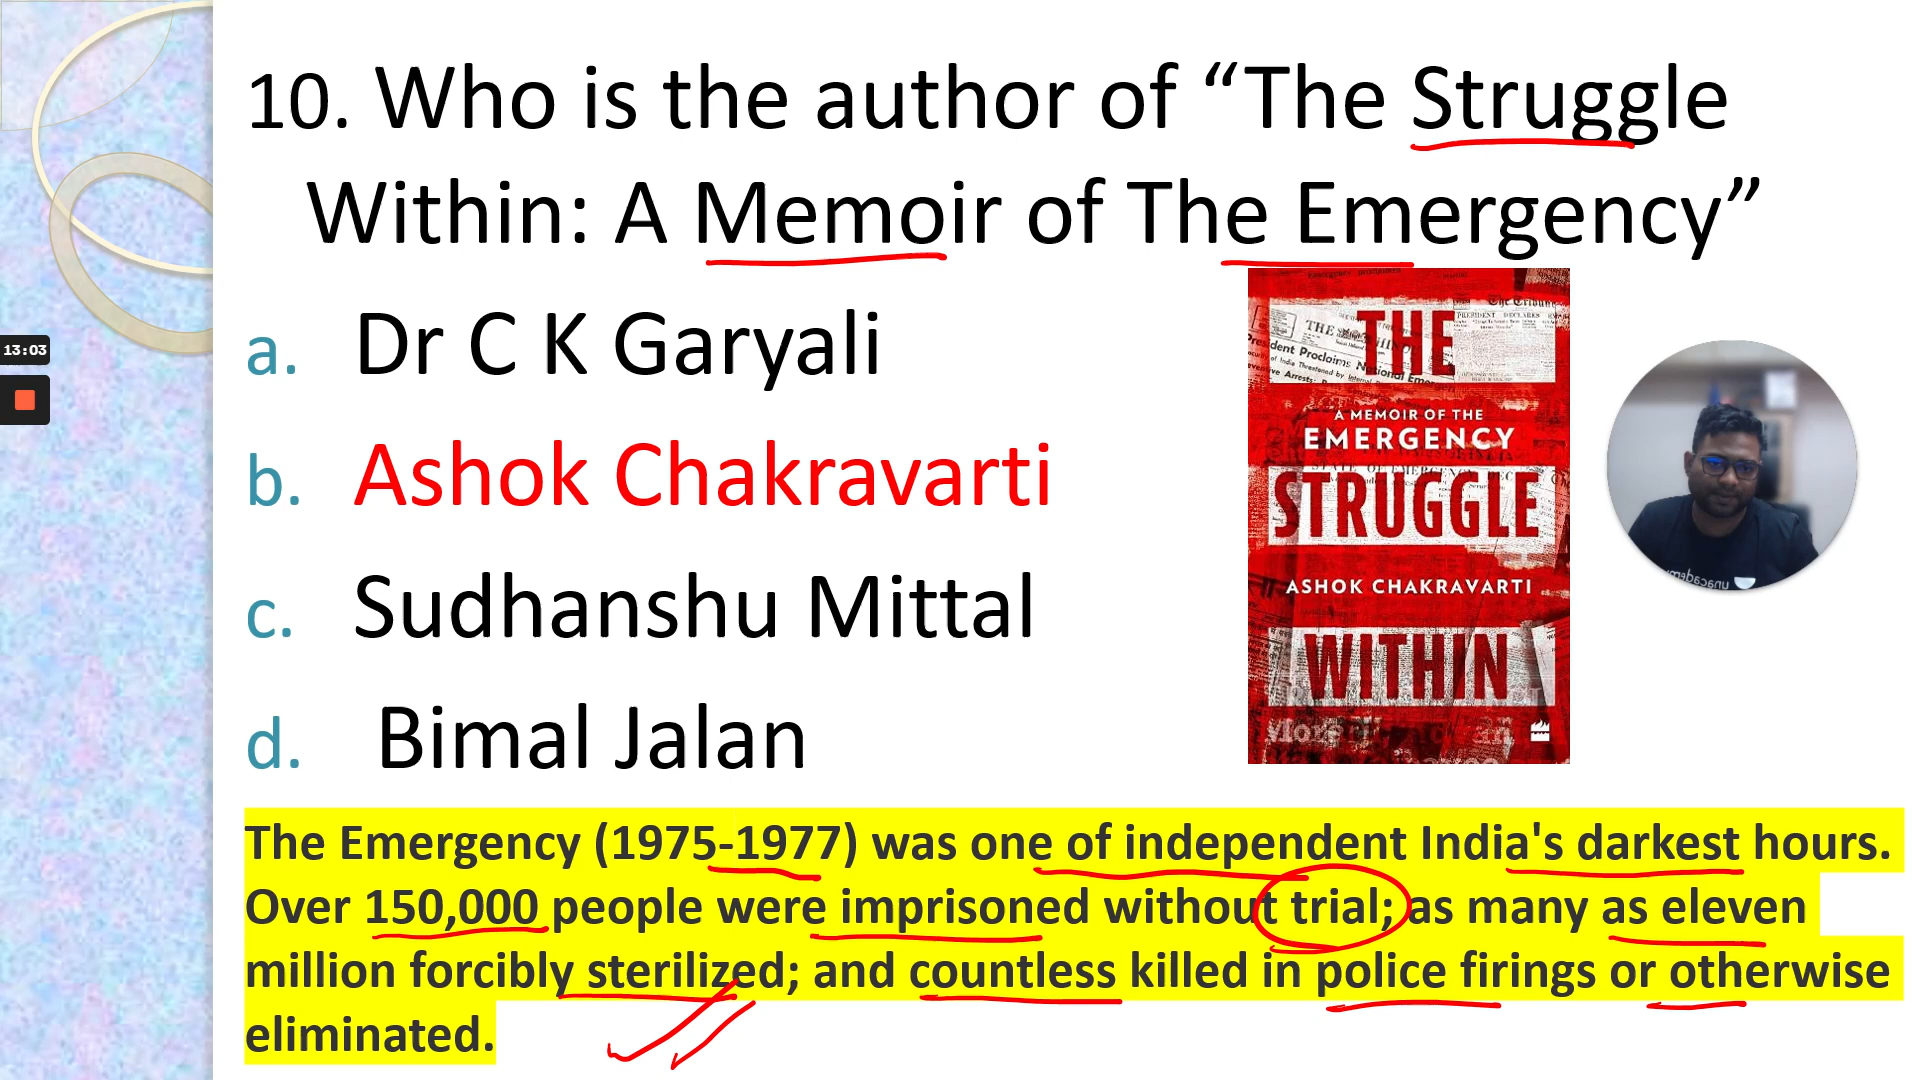 10. Who is the author of “The Struggle
Within: A Memoir of The Emergency”
a. Dr C K Garyali
b. Ashok Chakravarti
c. Sudhanshu Mittal
d. Bimal Jalan
THE
A MEMOIR OF THE
EMERGENCY
STRUGGLE
ASHOK CHAKRAVARTI
WITHIN
13:03
unacademy
The Emergency (1975-1977) was one of independent India's darkest hours.
Over 150,000 people were imprisoned without trial; as many as eleven
million forcibly sterilized; and countless killed in police firings or otherwise
eliminated.